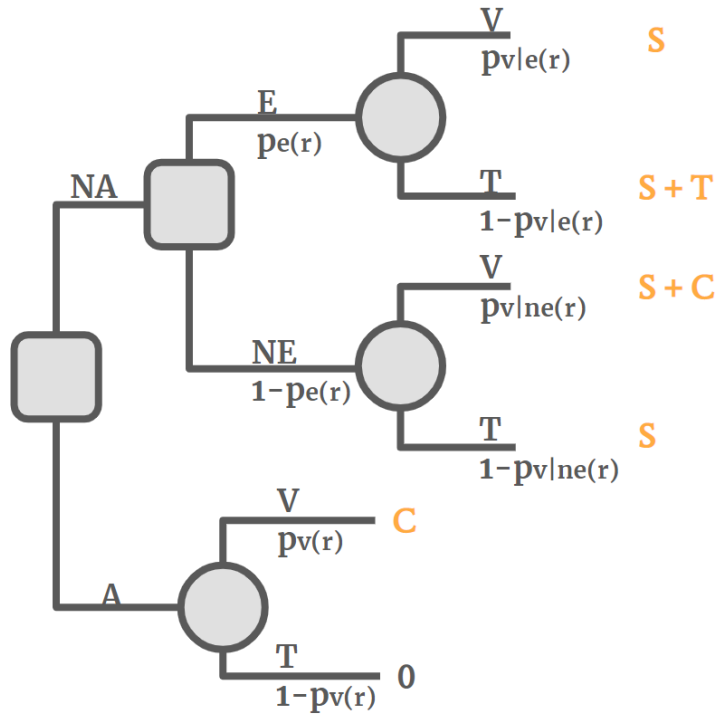 V
pv|e(r)
S
E
pe(r)
NA
T
1-pv|e(r)
S + T
V
pv|ne(r)
S + C
NE
1-pe(r)
T
1-pv|ne(r)
S
V
pv(r)
C
A
T
1-pv(r)
0